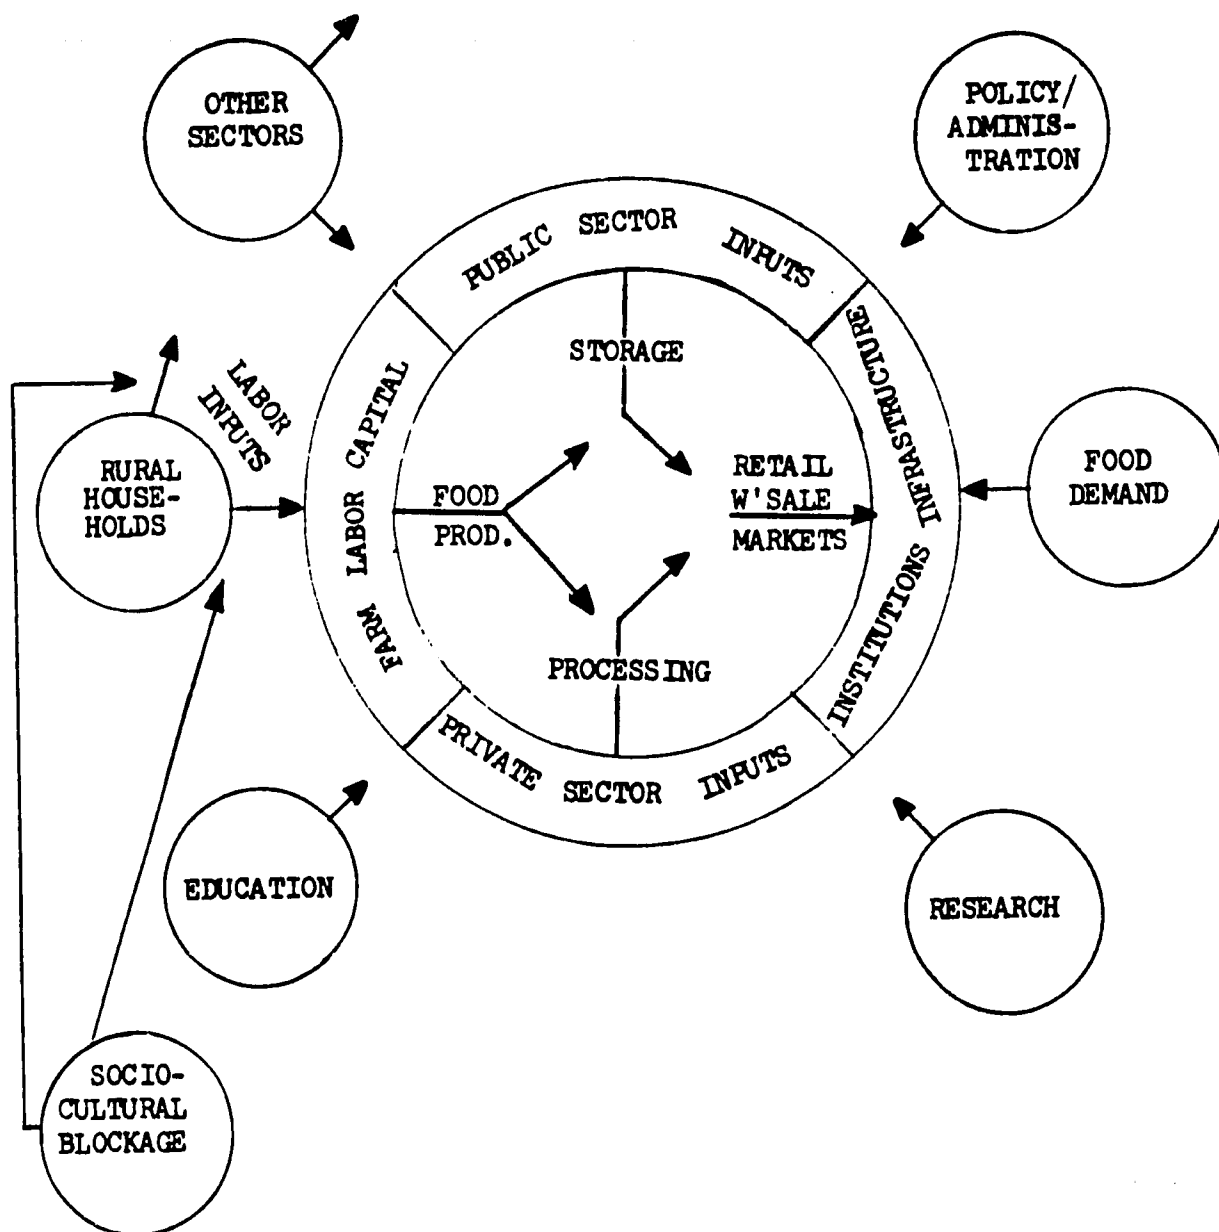 OTHER
SECTORS
POLICY/
ADMINIS-
TRATION
PUBLIC SECTOR INPUTS
STORAGE
LABOR
INPUTS
FARM LABOR CAPITAL
INFRASTRUCTURE
INSTITUTIONS
RURAL
HOUSE-
HOLDS
FOOD
PROD.
RETAIL
W'SALE
MARKETS
FOOD
DEMAND
PROCESSING
PRIVATE SECTOR INPUTS
EDUCATION
RESEARCH
SOCIO-
CULTURAL
BLOCKAGE